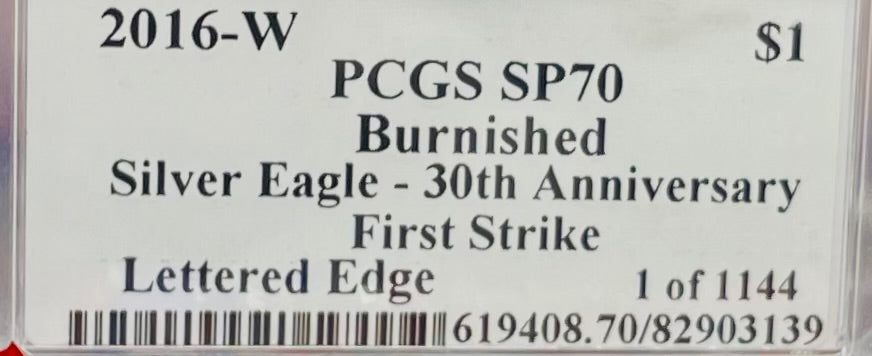 2016-W $1
PCGS SP70
Burnished
Silver Eagle - 30th Anniversary
First Strike
Lettered Edge 1 of 1144
619408.70/82903139